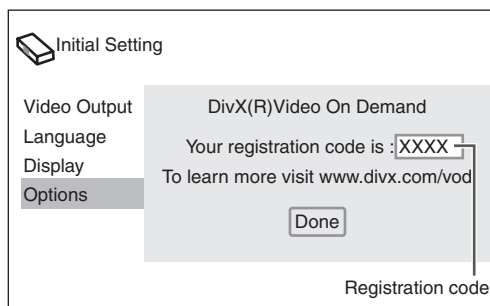 Initial Setting
Video Output
Language
Display
Options
DivX(R)Video On Demand
Your registration code is : XXXX
To learn more visit www.divx.com/vod
Done
Registration code